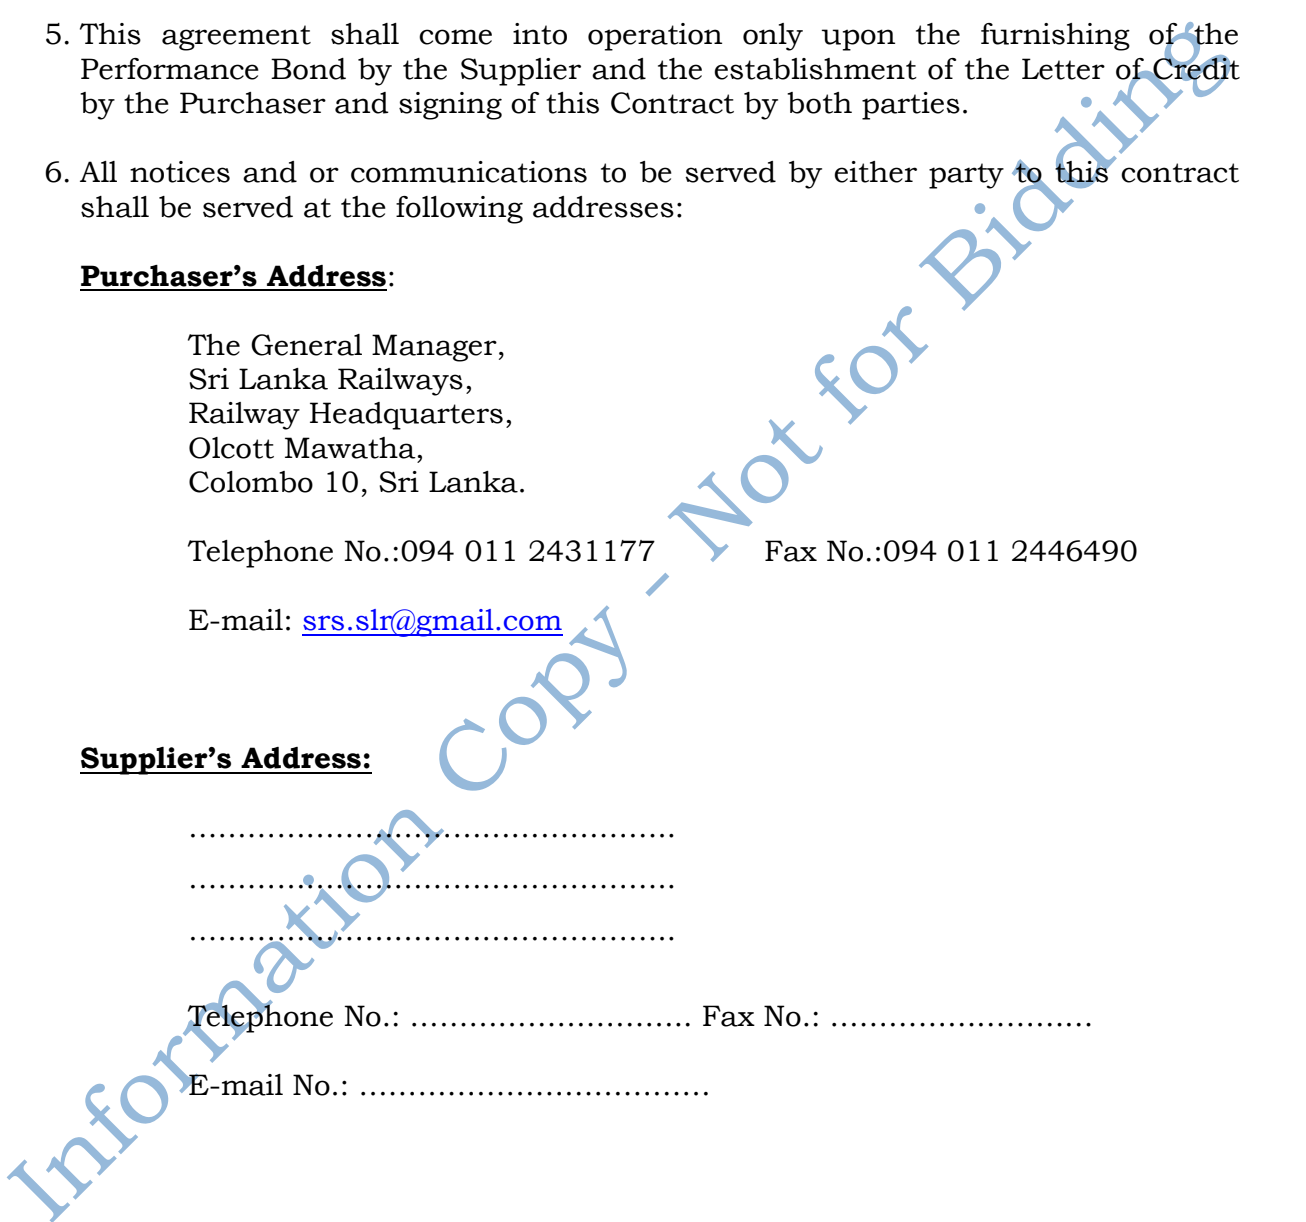 5. This agreement shall come into operation only upon the furnishing of the
Performance Bond by the Supplier and the establishment of the Letter of Credit
by the Purchaser and signing of this Contract by both parties.
6. All notices and or communications to be served by either party to this contract
shall be served at the following addresses:
Purchaser’s Address:
The General Manager,
Sri Lanka Railways,
Railway Headquarters,
Olcott Mawatha,
Colombo 10, Sri Lanka.
Telephone No.:094 011 2431177 Fax No.:094 011 2446490
E-mail: srs.slr@gmail.com
Supplier’s Address:
……………………………………………
……………………………………………
……………………………………………
Telephone No.: ……………………….. Fax No.: ………………………
E-mail No.: ………………………………
Information Copy - Not for Bidding